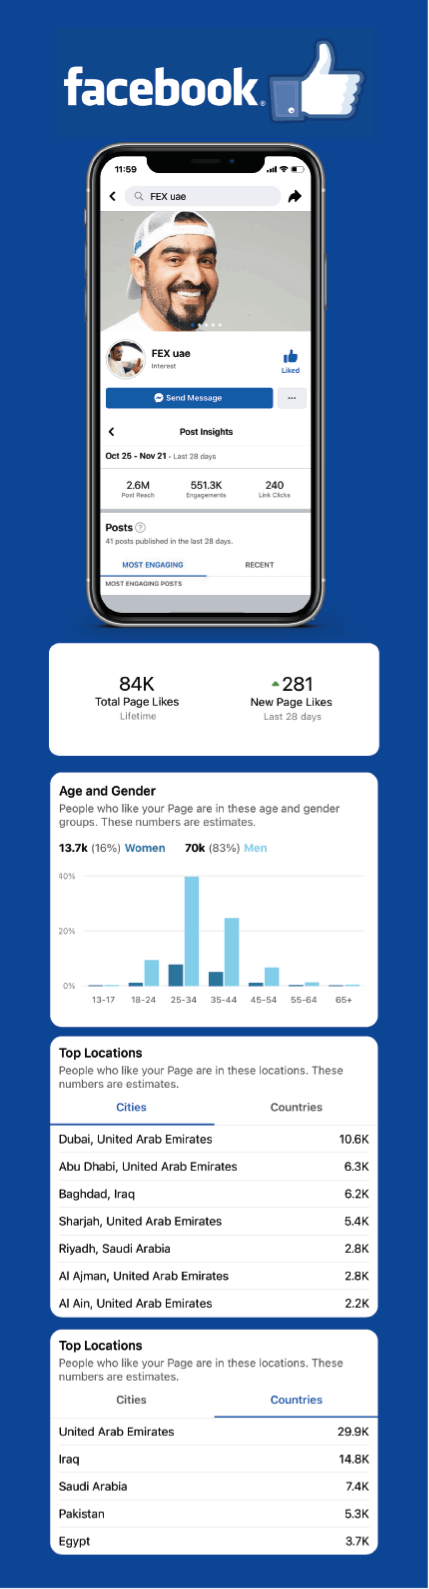 facebook®
11:59
FEX uae
FEX uae
Interest
Liked
Send Message
Post Insights
Oct 25 - Nov 21 - Last 28 days
2.6M 551.3K 240
Post Reach Engagements Link Clicks
Posts
41 posts published in the last 28 days.
MOST ENGAGING RECENT
MOST ENGAGING POSTS
84K 281
Total Page Likes New Page Likes
Lifetime Last 28 days
Age and Gender
People who like your Page are in these age and gender
groups. These numbers are estimates.
13.7k (16%) Women 70k (83%) Men
40%
20%
0%
13-17 18-24 25-34 35-44 45-54 55-64 65+
Top Locations
People who like your Page are in these locations. These
numbers are estimates.
Cities Countries
Dubai, United Arab Emirates 10.6K
Abu Dhabi, United Arab Emirates 6.3K
Baghdad, Iraq 6.2K
Sharjah, United Arab Emirates 5.4K
Riyadh, Saudi Arabia 2.8K
Al Ajman, United Arab Emirates 2.8K
Al Ain, United Arab Emirates 2.2K
Top Locations
People who like your Page are in these locations. These
numbers are estimates.
Cities Countries
United Arab Emirates 29.9K
Iraq 14.8K
Saudi Arabia 7.4K
Pakistan 5.3K
Egypt 3.7K